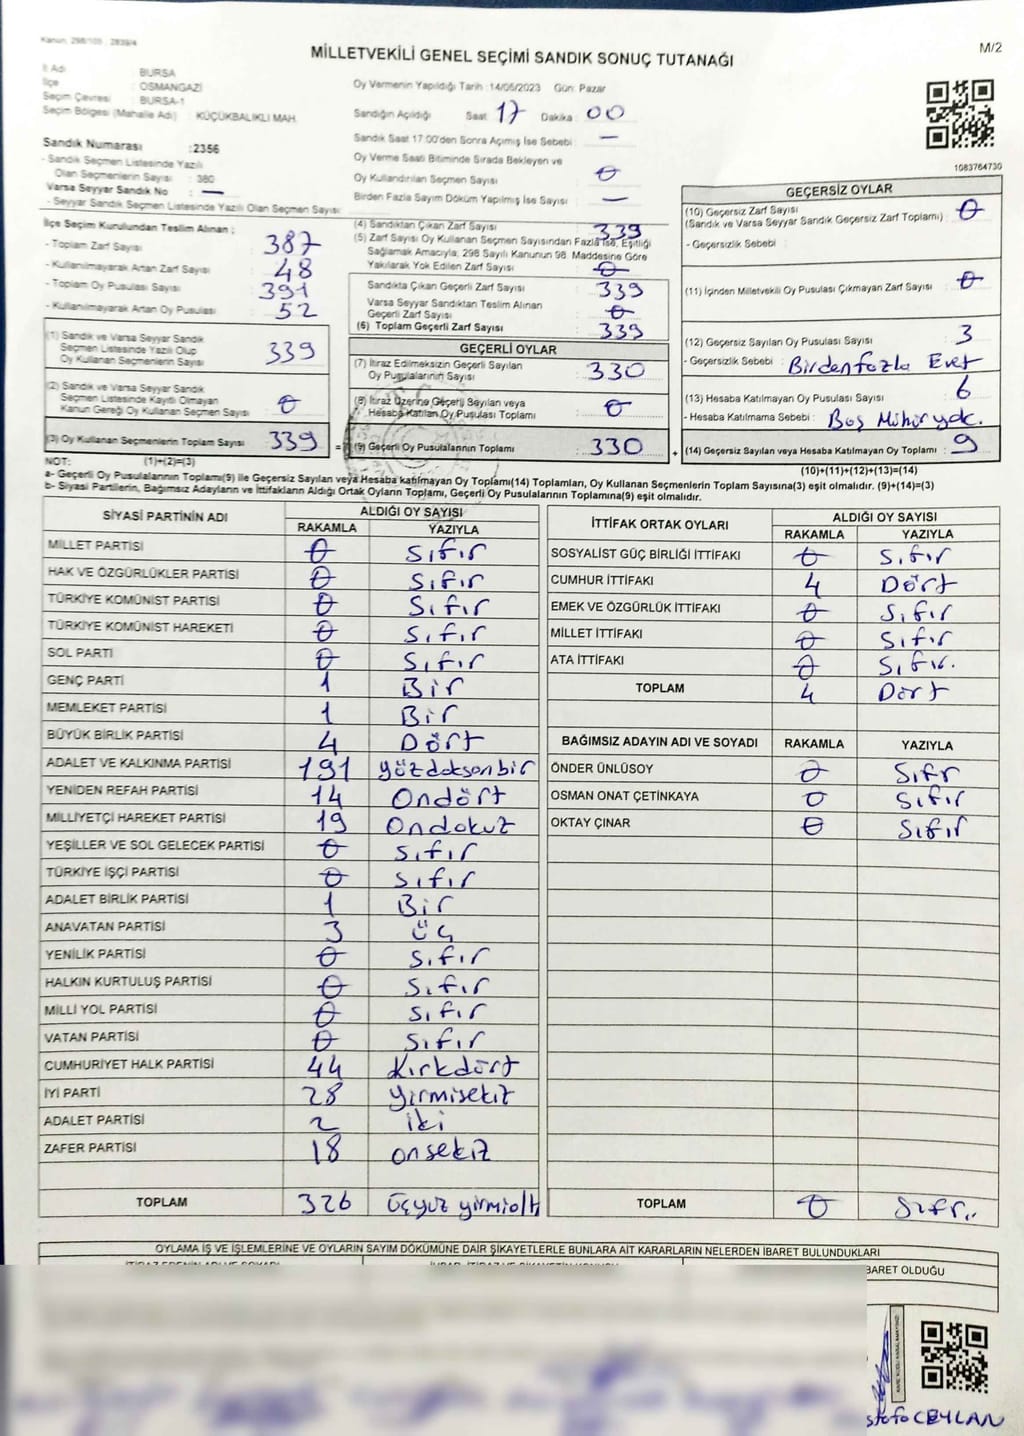 Kanun: 298/105 : 2839/4
M/2
MİLLETVEKİLİ GENEL SEÇİMİ SANDIK SONUÇ TUTANAĞI
İl Adı BURSA
İlçe : OSMANGAZİ
Seçim Çevresi : BURSA-1
Seçim Bölgesi (Mahalle Adı) : KÜÇÜKBALIKLI MAH.
Sandık Numarası :2356
- Sandık Seçmen Listesinde Yazılı
Olan Seçmenlerin Sayısı : 380
Varsa Seyyar Sandık No : —
- Seyyar Sandık Seçmen Listesinde Yazılı Olan Seçmen Sayısı:
Oy Vermenin Yapıldığı Tarih :14/05/2023 Gün: Pazar
Sandığın Açıldığı Saat : 17 Dakika : 00
Sandık Saat 17:00'den Sonra Açılmış İse Sebebi : —
Oy Verme Saati Bitiminde Sırada Bekleyen ve
Oy Kullandırılan Seçmen Sayısı : 0
Birden Fazla Sayım Döküm Yapılmış İse Sayısı : —
1083764730
İlçe Seçim Kurulundan Teslim Alınan ;
- Toplam Zarf Sayısı : 387
- Kullanılmayarak Artan Zarf Sayısı : 48
- Toplam Oy Pusulası Sayısı : 391
- Kullanılmayarak Artan Oy Pusulası : 52
(4) Sandıktan Çıkan Zarf Sayısı : 339
(5) Zarf Sayısı Oy Kullanan Seçmen Sayısından Fazla İse, Eşitliği
Sağlamak Amacıyla; 298 Sayılı Kanunun 98. Maddesine Göre
Yakılarak Yok Edilen Zarf Sayısı : 0
Sandıkta Çıkan Geçerli Zarf Sayısı : 339
Varsa Seyyar Sandıktan Teslim Alınan
Geçerli Zarf Sayısı : 0
(6) Toplam Geçerli Zarf Sayısı : 339
(1) Sandık ve Varsa Seyyar Sandık
Seçmen Listesinde Yazılı Olup
Oy Kullanan Seçmenlerin Sayısı : 339
(2) Sandık ve Varsa Seyyar Sandık
Seçmen Listesinde Kayıtlı Olmayan
Kanun Gereği Oy Kullanan Seçmen Sayısı : 0
(3) Oy Kullanan Seçmenlerin Toplam Sayısı : 339 =
GEÇERLİ OYLAR
(7) İtiraz Edilmeksizin Geçerli Sayılan
Oy Pusulalarının Sayısı : 330
(8) İtiraz Üzerine Geçerli Sayılan veya
Hesaba Katılan Oy Pusulası Toplamı : 0
(9) Geçerli Oy Pusulalarının Toplamı : 330 +
GEÇERSİZ OYLAR
(10) Geçersiz Zarf Sayısı
(Sandık ve Varsa Seyyar Sandık Geçersiz Zarf Toplamı) : 0
- Geçersizlik Sebebi :
(11) İçinden Milletvekili Oy Pusulası Çıkmayan Zarf Sayısı : 0
(12) Geçersiz Sayılan Oy Pusulası Sayısı : 3
- Geçersizlik Sebebi : Birden fazla Evet
(13) Hesaba Katılmayan Oy Pusulası Sayısı : 6
- Hesaba Katılmama Sebebi : Boş Mühür yok.
(14) Geçersiz Sayılan veya Hesaba Katılmayan Oy Toplamı : 9
NOT: (1)+(2)=(3)
(10)+(11)+(12)+(13)=(14)
a- Geçerli Oy Pusulalarının Toplamı(9) ile Geçersiz Sayılan veya Hesaba katılmayan Oy Toplamı(14) Toplamları, Oy Kullanan Seçmenlerin Toplam Sayısına(3) eşit olmalıdır. (9)+(14)=(3)
b- Siyasi Partilerin, Bağımsız Adayların ve İttifakların Aldığı Ortak Oyların Toplamı, Geçerli Oy Pusulalarının Toplamına(9) eşit olmalıdır.
SİYASİ PARTİNİN ADI ALDIĞI OY SAYISI
RAKAMLA YAZIYLA
MİLLET PARTİSİ 0 Sıfır
HAK VE ÖZGÜRLÜKLER PARTİSİ 0 Sıfır
TÜRKİYE KOMÜNİST PARTİSİ 0 Sıfır
TÜRKİYE KOMÜNİST HAREKETİ 0 Sıfır
SOL PARTİ 0 Sıfır
GENÇ PARTİ 1 Bir
MEMLEKET PARTİSİ 1 Bir
BÜYÜK BİRLİK PARTİSİ 4 Dört
ADALET VE KALKINMA PARTİSİ 191 yözdoksanbir
YENİDEN REFAH PARTİSİ 14 Ondört
MİLLİYETÇİ HAREKET PARTİSİ 19 Ondokuz
YEŞİLLER VE SOL GELECEK PARTİSİ 0 Sıfır
TÜRKİYE İŞÇİ PARTİSİ 0 Sıfır
ADALET BİRLİK PARTİSİ 1 Bir
ANAVATAN PARTİSİ 3 üç
YENİLİK PARTİSİ 0 Sıfır
HALKIN KURTULUŞ PARTİSİ 0 Sıfır
MİLLİ YOL PARTİSİ 0 Sıfır
VATAN PARTİSİ 0 Sıfır
CUMHURİYET HALK PARTİSİ 44 Kırkdört
İYİ PARTİ 28 yirmisekiz
ADALET PARTİSİ 2 iki
ZAFER PARTİSİ 18 onsekiz
TOPLAM 326 üçyuz yirmialtı
İTTİFAK ORTAK OYLARI ALDIĞI OY SAYISI
RAKAMLA YAZIYLA
SOSYALİST GÜÇ BİRLİĞİ İTTİFAKI 0 Sıfır
CUMHUR İTTİFAKI 4 Dört
EMEK VE ÖZGÜRLÜK İTTİFAKI 0 Sıfır
MİLLET İTTİFAKI 0 Sıfır
ATA İTTİFAKI 0 Sıfır.
TOPLAM 4 Dört
BAĞIMSIZ ADAYIN ADI VE SOYADI RAKAMLA YAZIYLA
ÖNDER ÜNLÜSOY 0 Sıfr
OSMAN ONAT ÇETİNKAYA 0 Sıfır
OKTAY ÇINAR 0 Sıfır
TOPLAM 0 Sıfr..
OYLAMA İŞ VE İŞLEMLERİNE VE OYLARIN SAYIM DÖKÜMÜNE DAİR ŞİKAYETLERLE BUNLARA AİT KARARLARIN NELERDEN İBARET BULUNDUKLARI
BARET OLDUĞU
CEYLAN